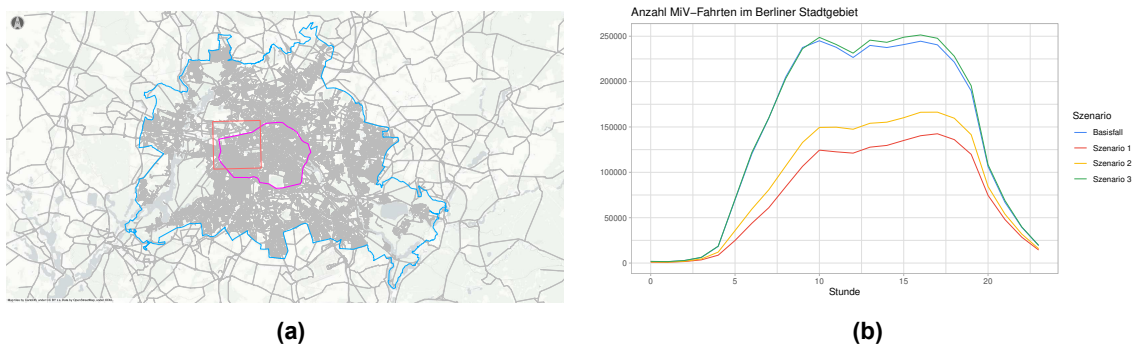 Anzahl MiV−Fahrten im Berliner Stadtgebiet
250000
200000
150000
100000
50000
0
0 5 10 15 20
Stunde
Szenario
Basisfall
Szenario 1
Szenario 2
Szenario 3
(a) (b)